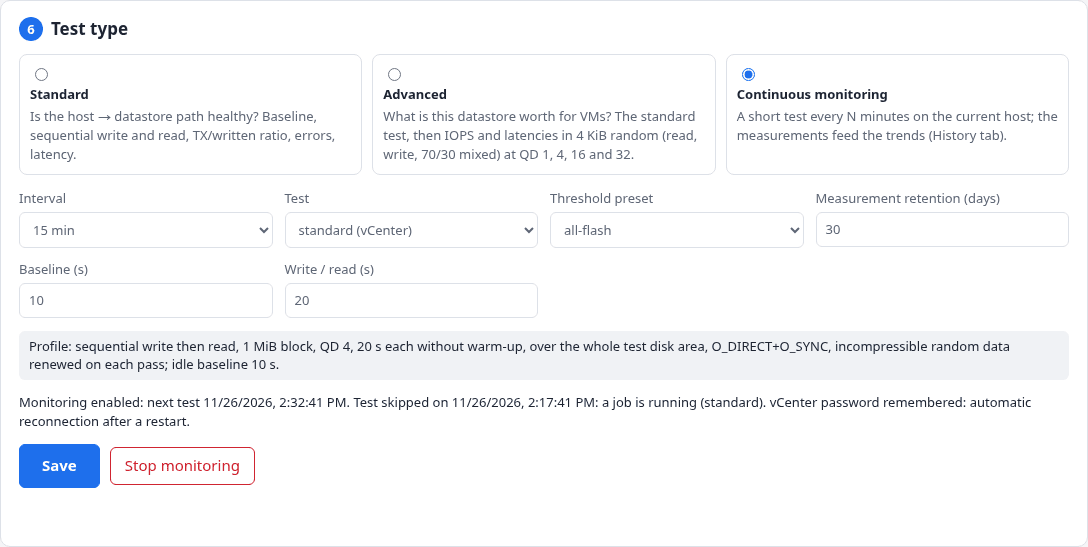 6 Test type
Standard
Is the host → datastore path healthy? Baseline,
sequential write and read, TX/written ratio, errors,
latency.
Advanced
What is this datastore worth for VMs? The standard
test, then IOPS and latencies in 4 KiB random (read,
write, 70/30 mixed) at QD 1, 4, 16 and 32.
Continuous monitoring
A short test every N minutes on the current host; the
measurements feed the trends (History tab).
Interval
15 min
Test
standard (vCenter)
Threshold preset
all-flash
Measurement retention (days)
30
Baseline (s)
10
Write / read (s)
20
Profile: sequential write then read, 1 MiB block, QD 4, 20 s each without warm-up, over the whole test disk area, O_DIRECT+O_SYNC, incompressible random data
renewed on each pass; idle baseline 10 s.
Monitoring enabled: next test 11/26/2026, 2:32:41 PM. Test skipped on 11/26/2026, 2:17:41 PM: a job is running (standard). vCenter password remembered: automatic
reconnection after a restart.
Save
Stop monitoring